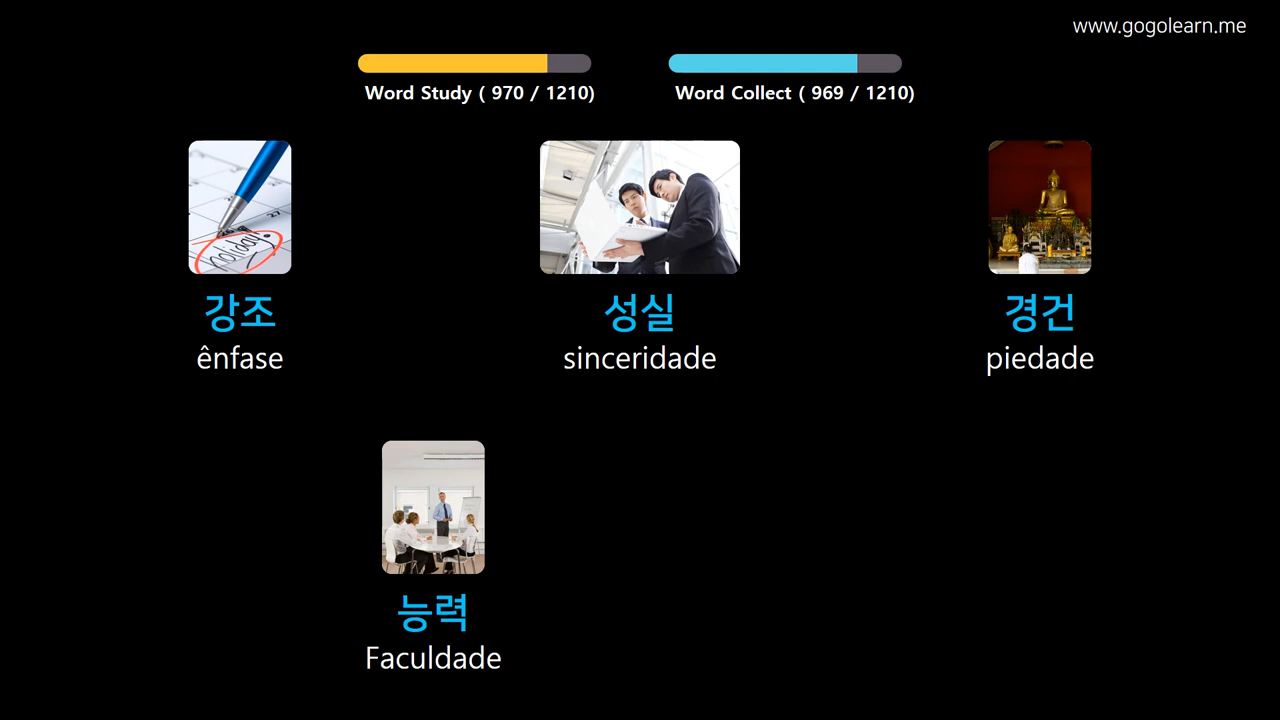 www.gogolearn.me
Word Study ( 970 / 1210)
Word Collect ( 969 / 1210)
holiday
강조
ênfase
성실
sinceridade
경건
piedade
능력
Faculdade